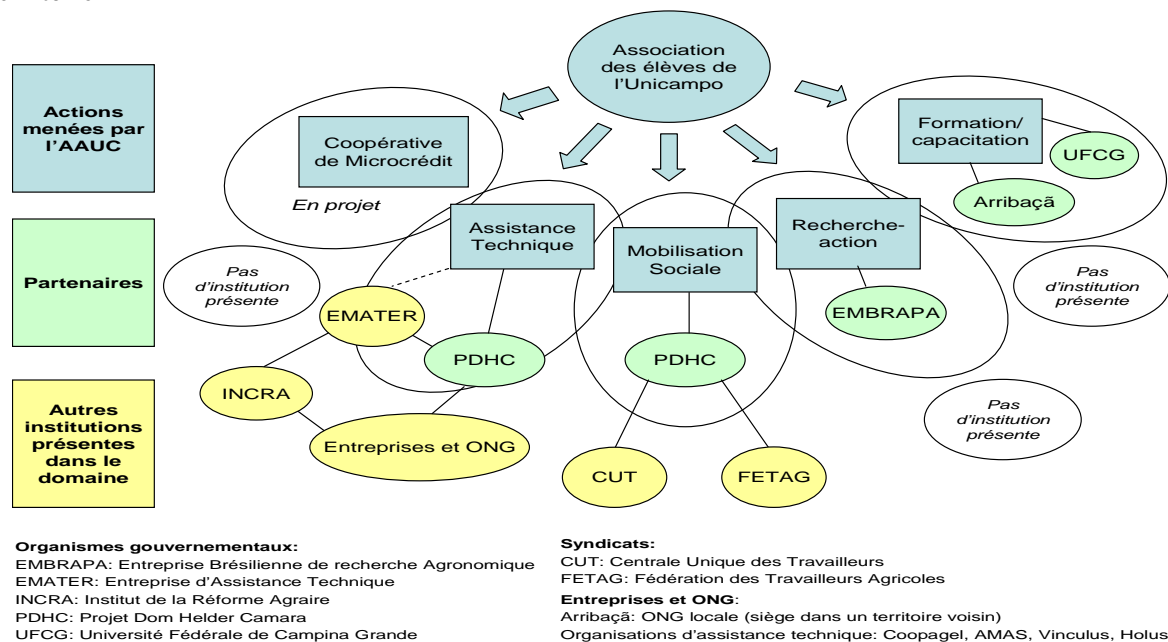 Association
des élèves de
l'Unicampo
Actions
menées par
l'AAUC
Coopérative
de Microcrédit
En projet
Formation/
capacitation
UFCG
Arribaçã
Assistance
Technique
Mobilisation
Sociale
Recherche-
action
Partenaires
Pas
d'institution
présente
EMATER
PDHC
PDHC
EMBRAPA
Pas
d'institution
présente
Autres
institutions
présentes
dans le
domaine
INCRA
Entreprises et ONG
CUT
FETAG
Pas
d'institution
présente
Organismes gouvernementaux:
EMBRAPA: Entreprise Brésilienne de recherche Agronomique
EMATER: Entreprise d'Assistance Technique
INCRA: Institut de la Réforme Agraire
PDHC: Projet Dom Helder Camara
UFCG: Université Fédérale de Campina Grande
Syndicats:
CUT: Centrale Unique des Travailleurs
FETAG: Fédération des Travailleurs Agricoles
Entreprises et ONG:
Arribaçã: ONG locale (siège dans un territoire voisin)
Organisations d'assistance technique: Coopagel, AMAS, Vinculus, Holus